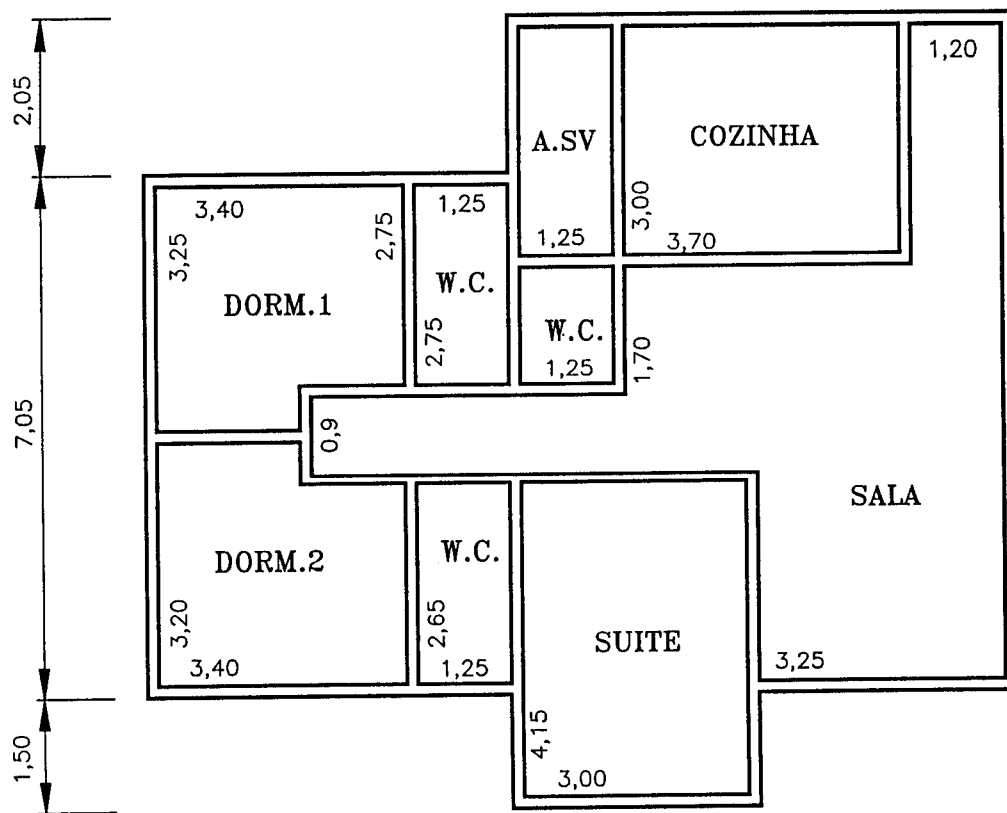 2,05
7,05
1,50
A.SV
1,25
COZINHA
3,00
3,70
1,20
3,40
3,25
2,75
DORM.1
1,25
W.C.
2,75
W.C.
1,25
1,70
0,9
SALA
3,25
DORM.2
3,20
3,40
W.C.
2,65
1,25
SUITE
4,15
3,00